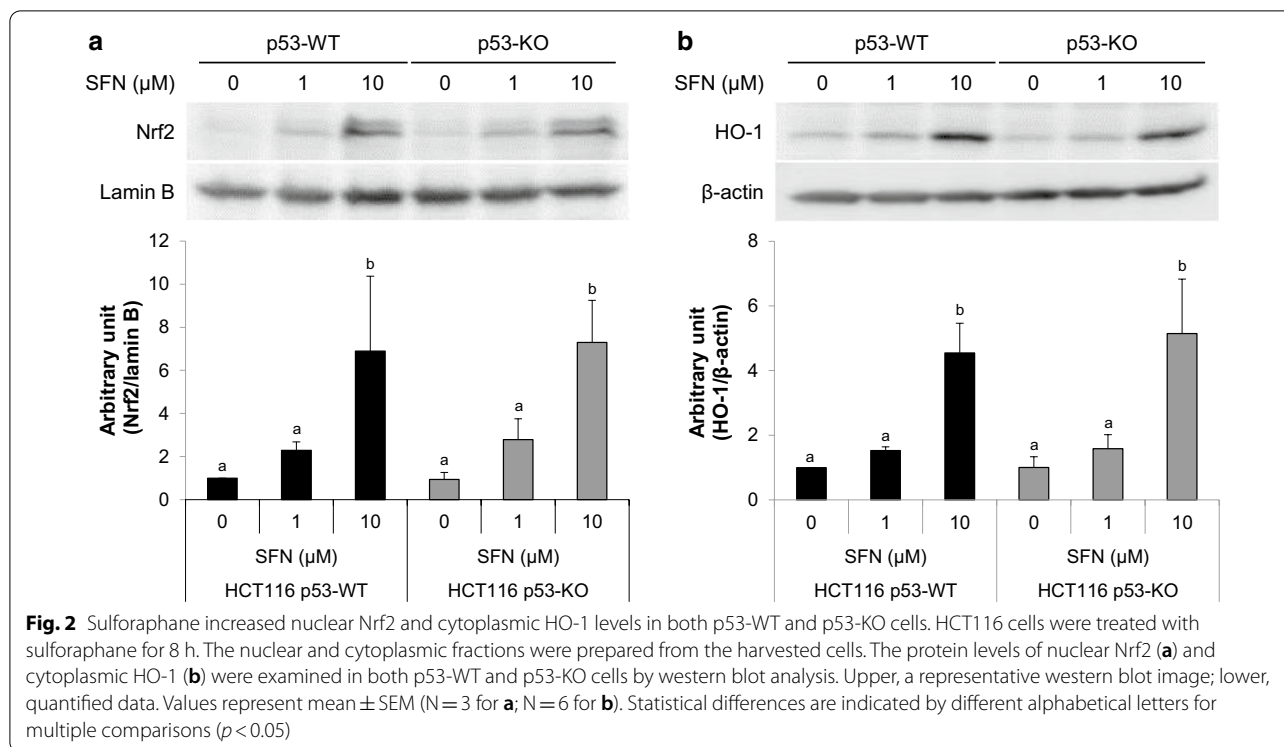 a
b
p53-WT p53-KO
SFN (µM) 0 1 10 0 1 10
Nrf2
Lamin B
12
10
8
6
4
2
0
Arbitrary unit
(Nrf2/lamin B)
a a b a a b
0 1 10 0 1 10
SFN (µM) SFN (µM)
HCT116 p53-WT HCT116 p53-KO
p53-WT p53-KO
SFN (µM) 0 1 10 0 1 10
HO-1
β-actin
8
6
4
2
0
Arbitrary unit
(HO-1/β-actin)
a a b a a b
0 1 10 0 1 10
SFN (µM) SFN (µM)
HCT116 p53-WT HCT116 p53-KO
Fig. 2 Sulforaphane increased nuclear Nrf2 and cytoplasmic HO-1 levels in both p53-WT and p53-KO cells. HCT116 cells were treated with
sulforaphane for 8 h. The nuclear and cytoplasmic fractions were prepared from the harvested cells. The protein levels of nuclear Nrf2 (a) and
cytoplasmic HO-1 (b) were examined in both p53-WT and p53-KO cells by western blot analysis. Upper, a representative western blot image; lower,
quantified data. Values represent mean ± SEM (N = 3 for a; N = 6 for b). Statistical differences are indicated by different alphabetical letters for
multiple comparisons (p < 0.05)